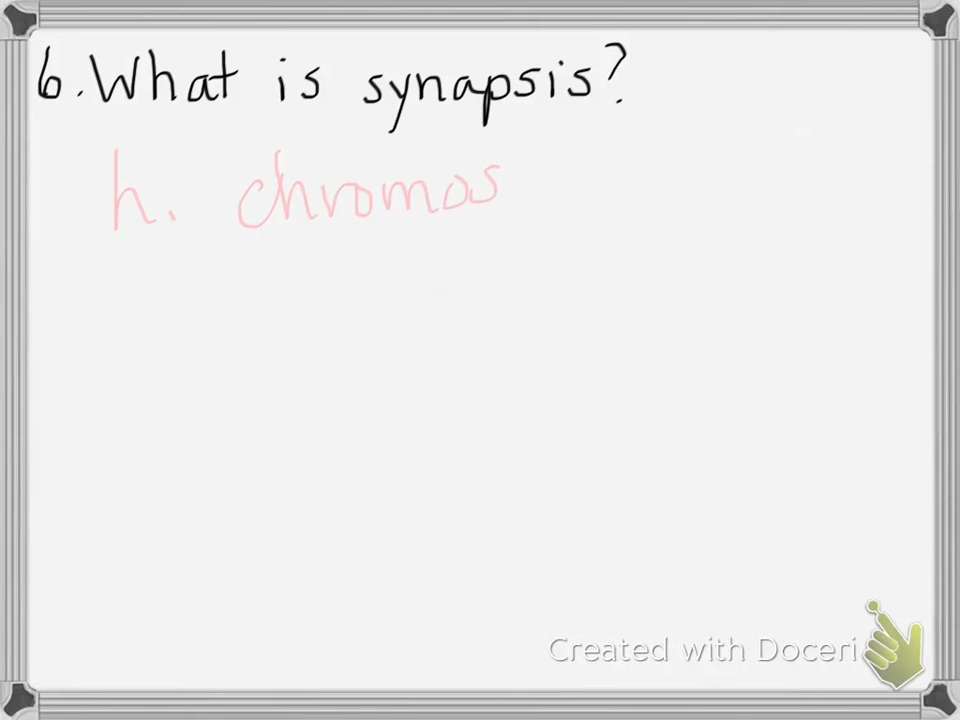 6. What is synapsis?
h. chromos
Created with Doceri